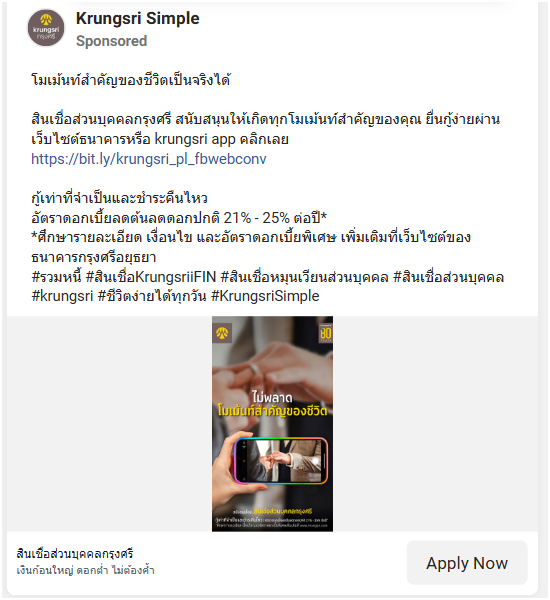 Krungsri Simple
Sponsored
krungsri
กรุงศรี
โมเม้นท์สำคัญของชีวิตเป็นจริงได้
สินเชื่อส่วนบุคคลกรุงศรี สนับสนุนให้เกิดทุกโมเม้นท์สำคัญของคุณ ยื่นกู้ง่ายผ่าน
เว็บไซต์ธนาคารหรือ krungsri app คลิกเลย
https://bit.ly/krungsri_pl_fbwebconv
กู้เท่าที่จำเป็นและชำระคืนไหว
อัตราดอกเบี้ยลดต้นลดดอกปกติ 21% - 25% ต่อปี*
*ศึกษารายละเอียด เงื่อนไข และอัตราดอกเบี้ยพิเศษ เพิ่มเติมที่เว็บไซต์ของ
ธนาคารกรุงศรีอยุธยา
#รวมหนี้ #สินเชื่อKrungsriiFIN #สินเชื่อหมุนเวียนส่วนบุคคล #สินเชื่อส่วนบุคคล
#krungsri #ชีวิตง่ายได้ทุกวัน #KrungsriSimple
ไม่พลาด
โมเม้นท์สำคัญของชีวิต
สินเชื่อส่วนบุคคลกรุงศรี
สินเชื่อส่วนบุคคลกรุงศรี
เงินก้อนใหญ่ ดอกต่ำ ไม่ต้องค้ำ
Apply Now